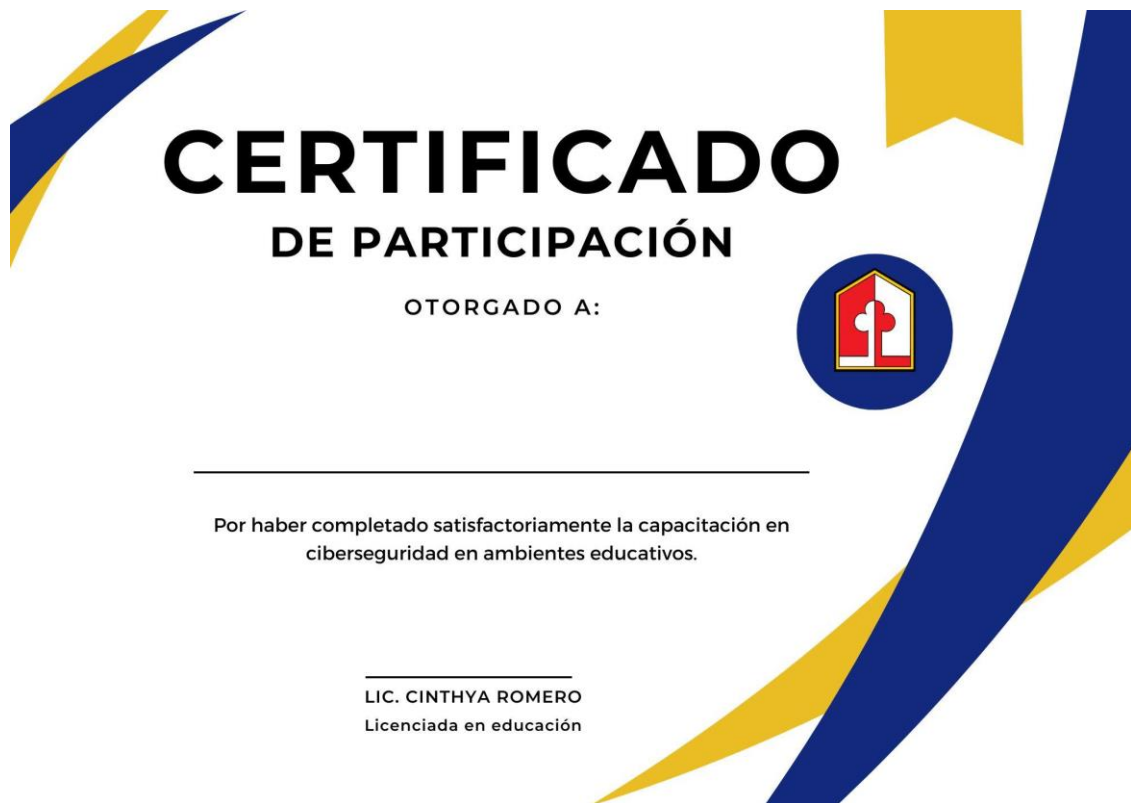 CERTIFICADO
DE PARTICIPACIÓN
OTORGADO A:
Por haber completado satisfactoriamente la capacitación en
ciberseguridad en ambientes educativos.
LIC. CINTHYA ROMERO
Licenciada en educación